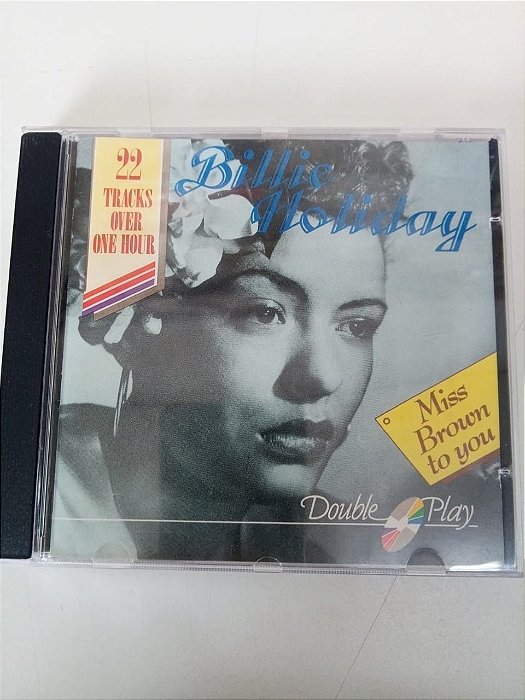 22
TRACKS
OVER
ONE HOUR
Billie
Holiday
Miss
Brown
to you
Double Play